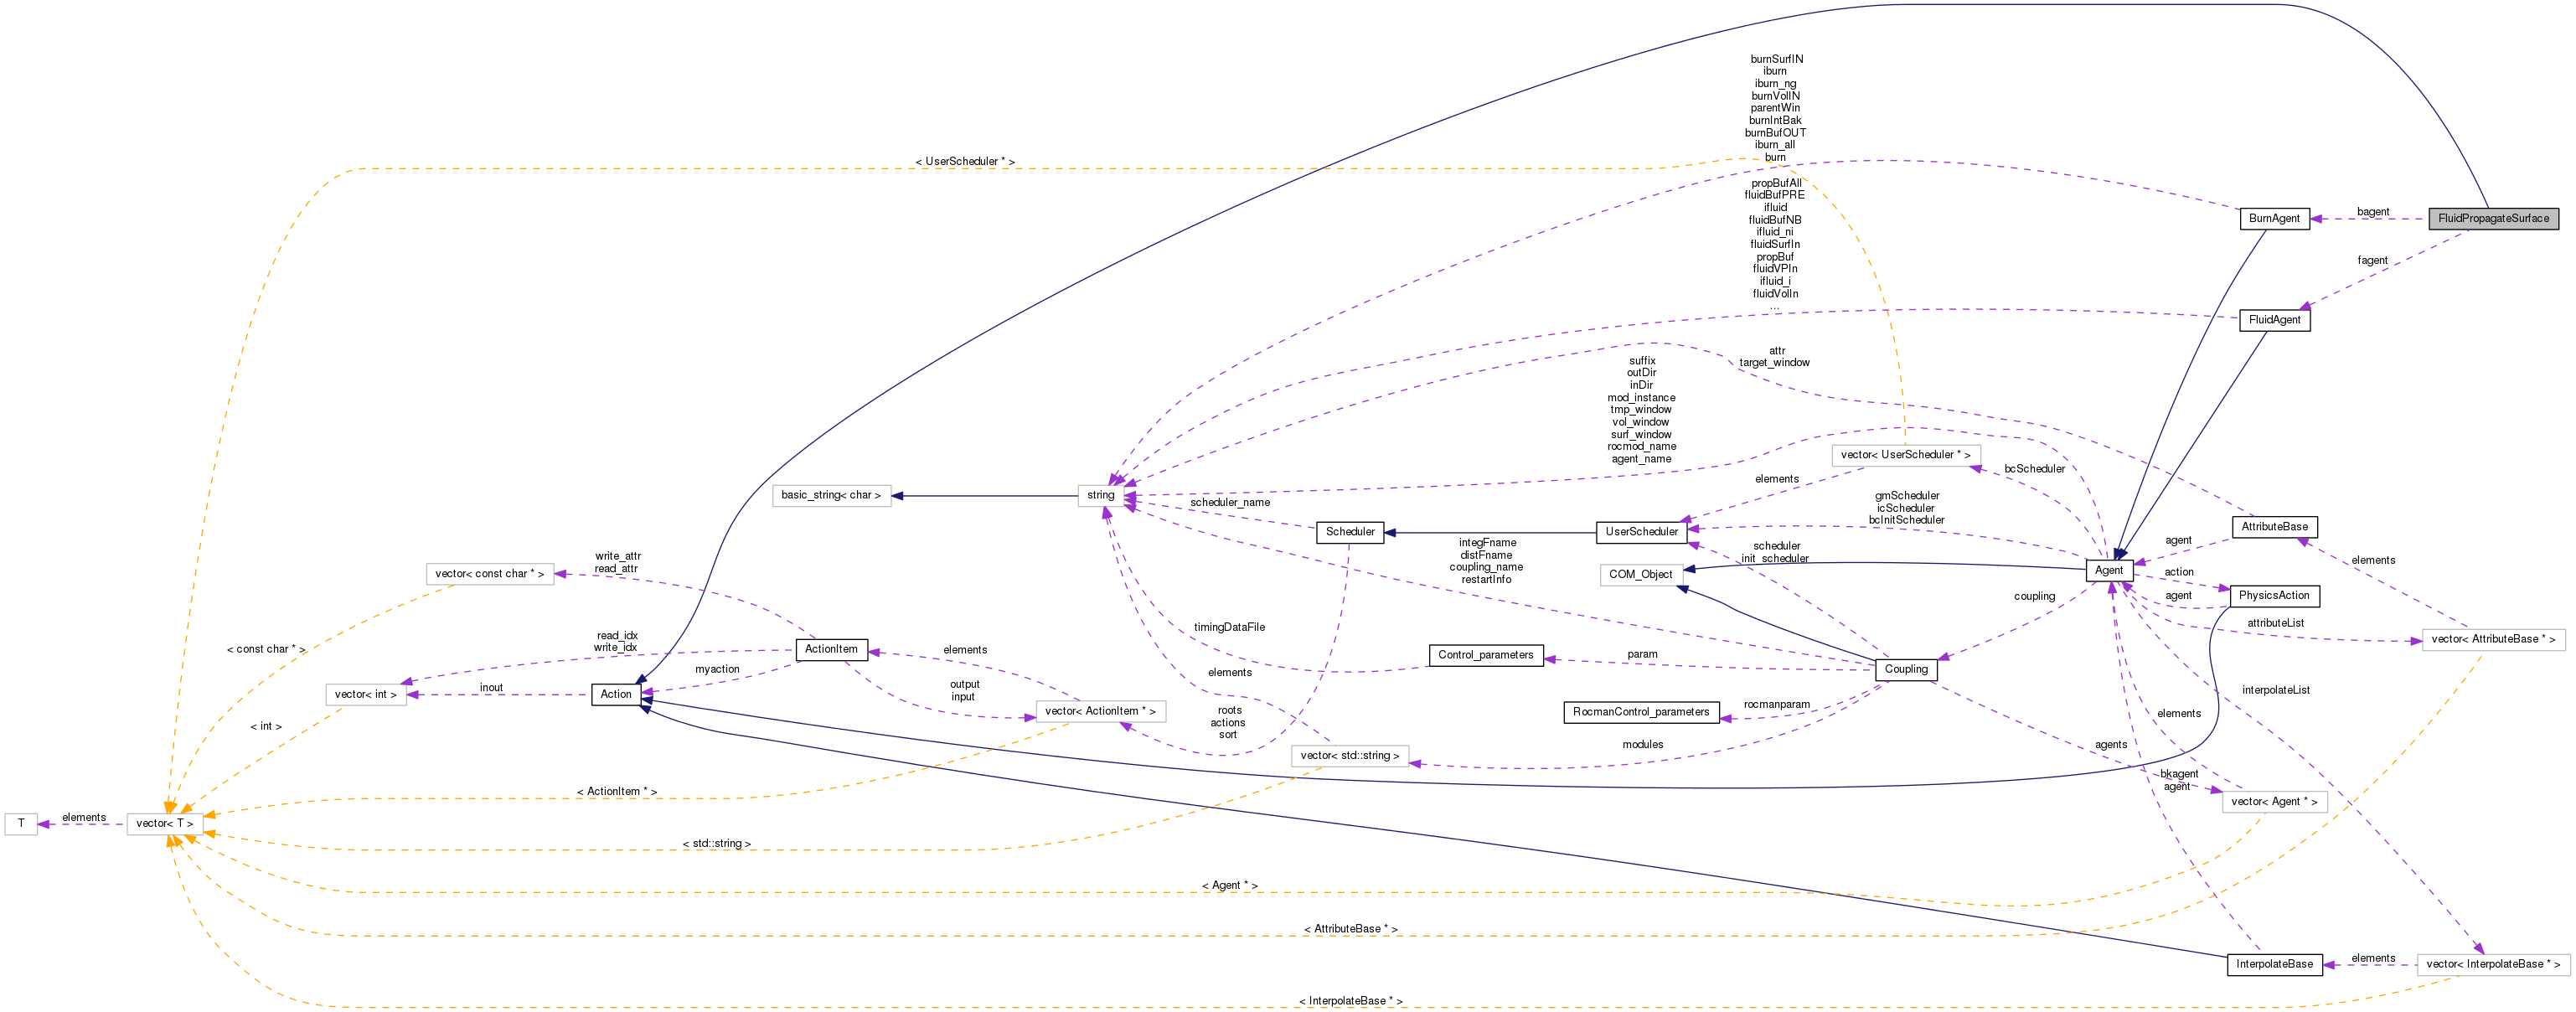 burnSurfIN
iburn
iburn_ng
burnVolIN
parentWin
burnIntBak
burnBufOUT
iburn_all
burn
< UserScheduler * >
propBufAll
fluidBufPRE
ifluid
fluidBufNB
ifluid_ni
fluidSurfIn
propBuf
fluidVPIn
ifluid_i
fluidVolIn
...
BurnAgent
bagent
FluidPropagateSurface
fagent
FluidAgent
attr
target_window
suffix
outDir
inDir
mod_instance
tmp_window
vol_window
surf_window
rocmod_name
agent_name
vector< UserScheduler * >
bcScheduler
elements
basic_string< char >
string
scheduler_name
gmScheduler
icScheduler
bcInitScheduler
Scheduler
UserScheduler
AttributeBase
agent
elements
integFname
distFname
coupling_name
restartInfo
scheduler
init_scheduler
COM_Object
Agent
action
PhysicsAction
agent
write_attr
read_attr
vector< const char * >
coupling
attributeList
timingDataFile
vector< AttributeBase * >
read_idx
write_idx
ActionItem
elements
Control_parameters
param
Coupling
< const char * >
myaction
elements
vector< int >
inout
Action
output
input
vector< ActionItem * >
interpolateList
RocmanControl_parameters
rocmanparam
elements
roots
actions
sort
< int >
modules
agents
vector< std::string >
bkagent
agent
< ActionItem * >
vector< Agent * >
T
elements
vector< T >
< std::string >
< Agent * >
< AttributeBase * >
InterpolateBase
elements
vector< InterpolateBase * >
< InterpolateBase * >